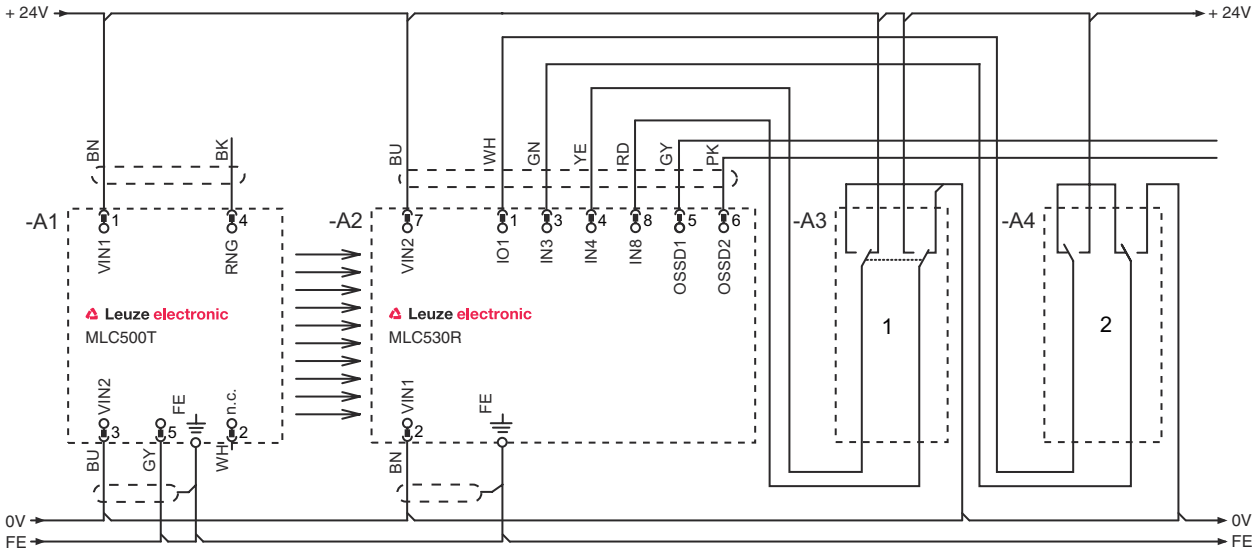 + 24V
+ 24V
BN
BK
BU
WH
GN
YE
RD
GY
PK
-A1
1
4
-A2
7
1
3
4
8
5
6
-A3
-A4
VIN1
RNG
VIN2
IO1
IN3
IN4
IN8
OSSD1
OSSD2
Leuze electronic
MLC500T
Leuze electronic
MLC530R
1
2
VIN2
FE
n.c.
VIN1
FE
3
5
2
2
BU
GY
WH
BN
0V
0V
FE
FE